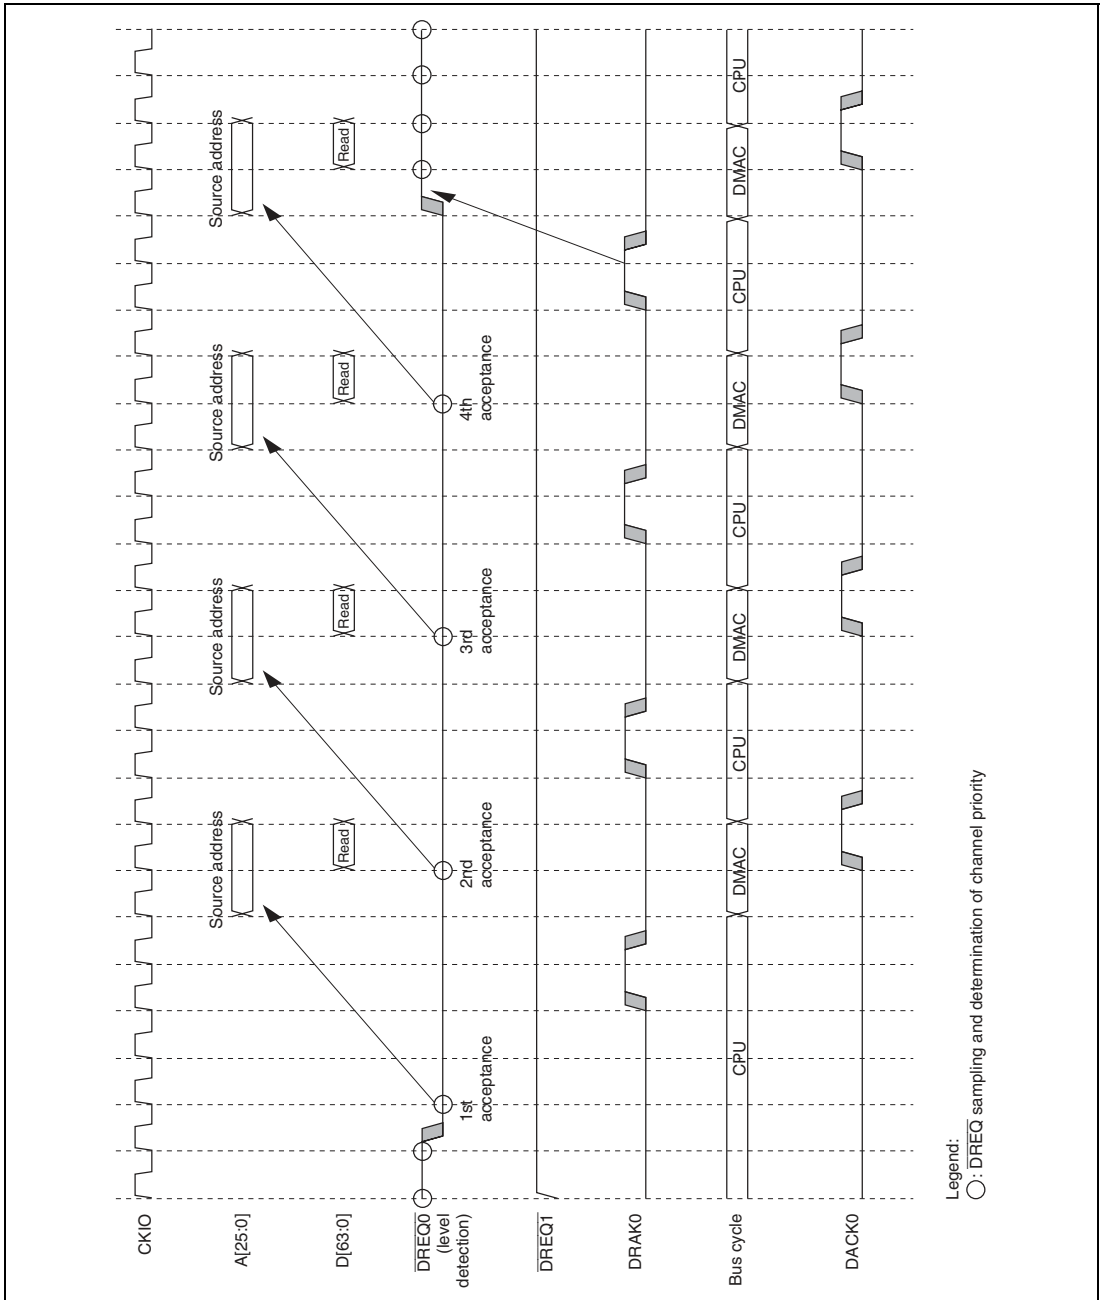 CKIO
A[25:0]
Source address
Source address
Source address
Source address
D[63:0]
Read
Read
Read
Read
DREQ0
(level
detection)
1st
acceptance
2nd
acceptance
3rd
acceptance
4th
acceptance
DREQ1
DRAK0
Bus cycle
CPU
DMAC
CPU
DMAC
CPU
DMAC
CPU
DMAC
CPU
DACK0
Legend:
○: DREQ sampling and determination of channel priority